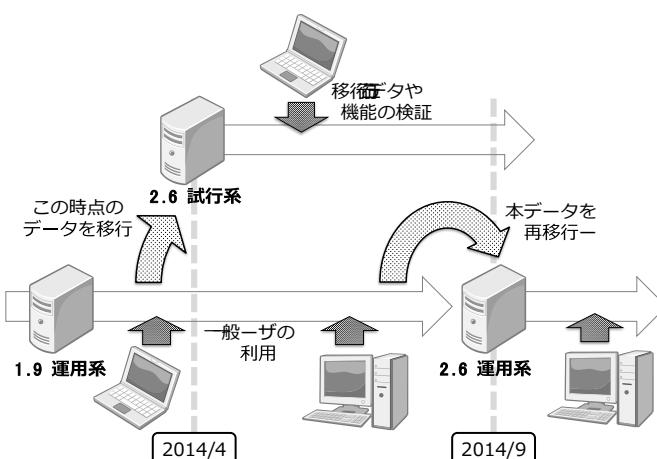 移行データや
機能の検証
2.6 試行系
この時点の
データを移行
本データを
再移行ー
1.9 運用系
一般ーザの
利用
2.6 運用系
2014/4
2014/9